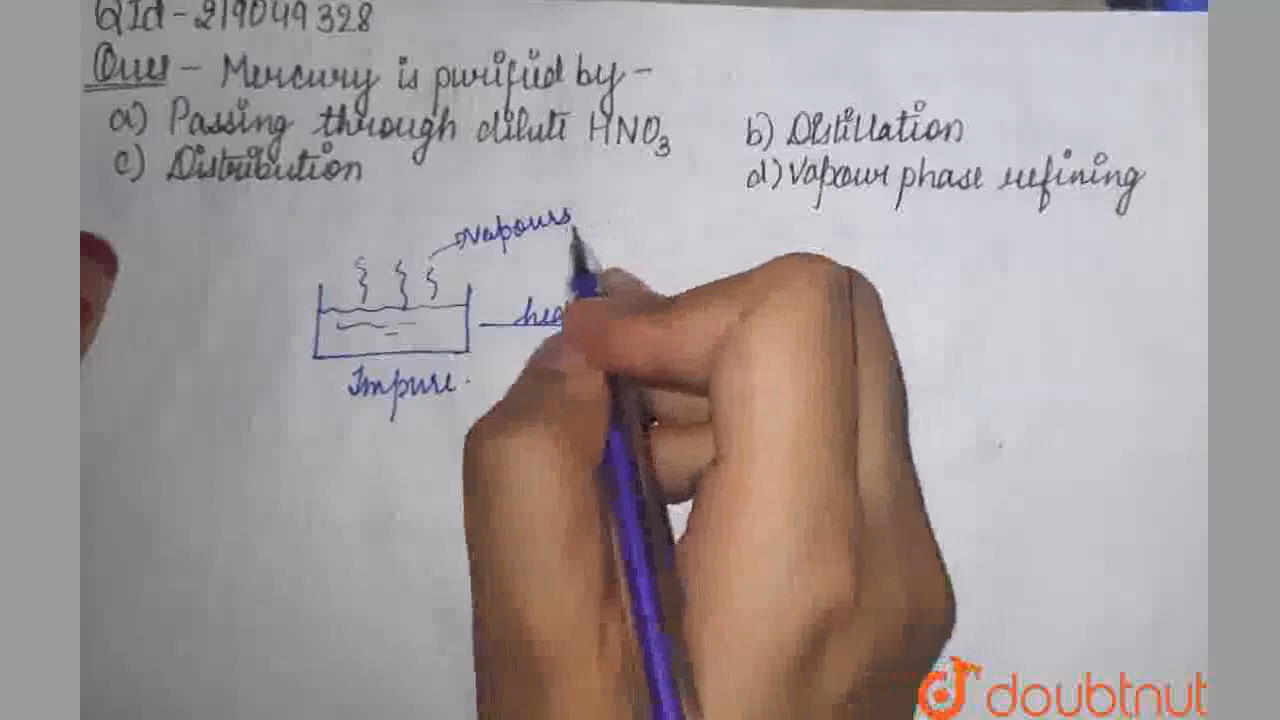 QId - 219049328
Ques - Mercury is purified by -
a) Passing through dilute HNO3
b) Distillation
c) Distribution
d) Vapour phase refining
Vapours
Impure.
doubtnut